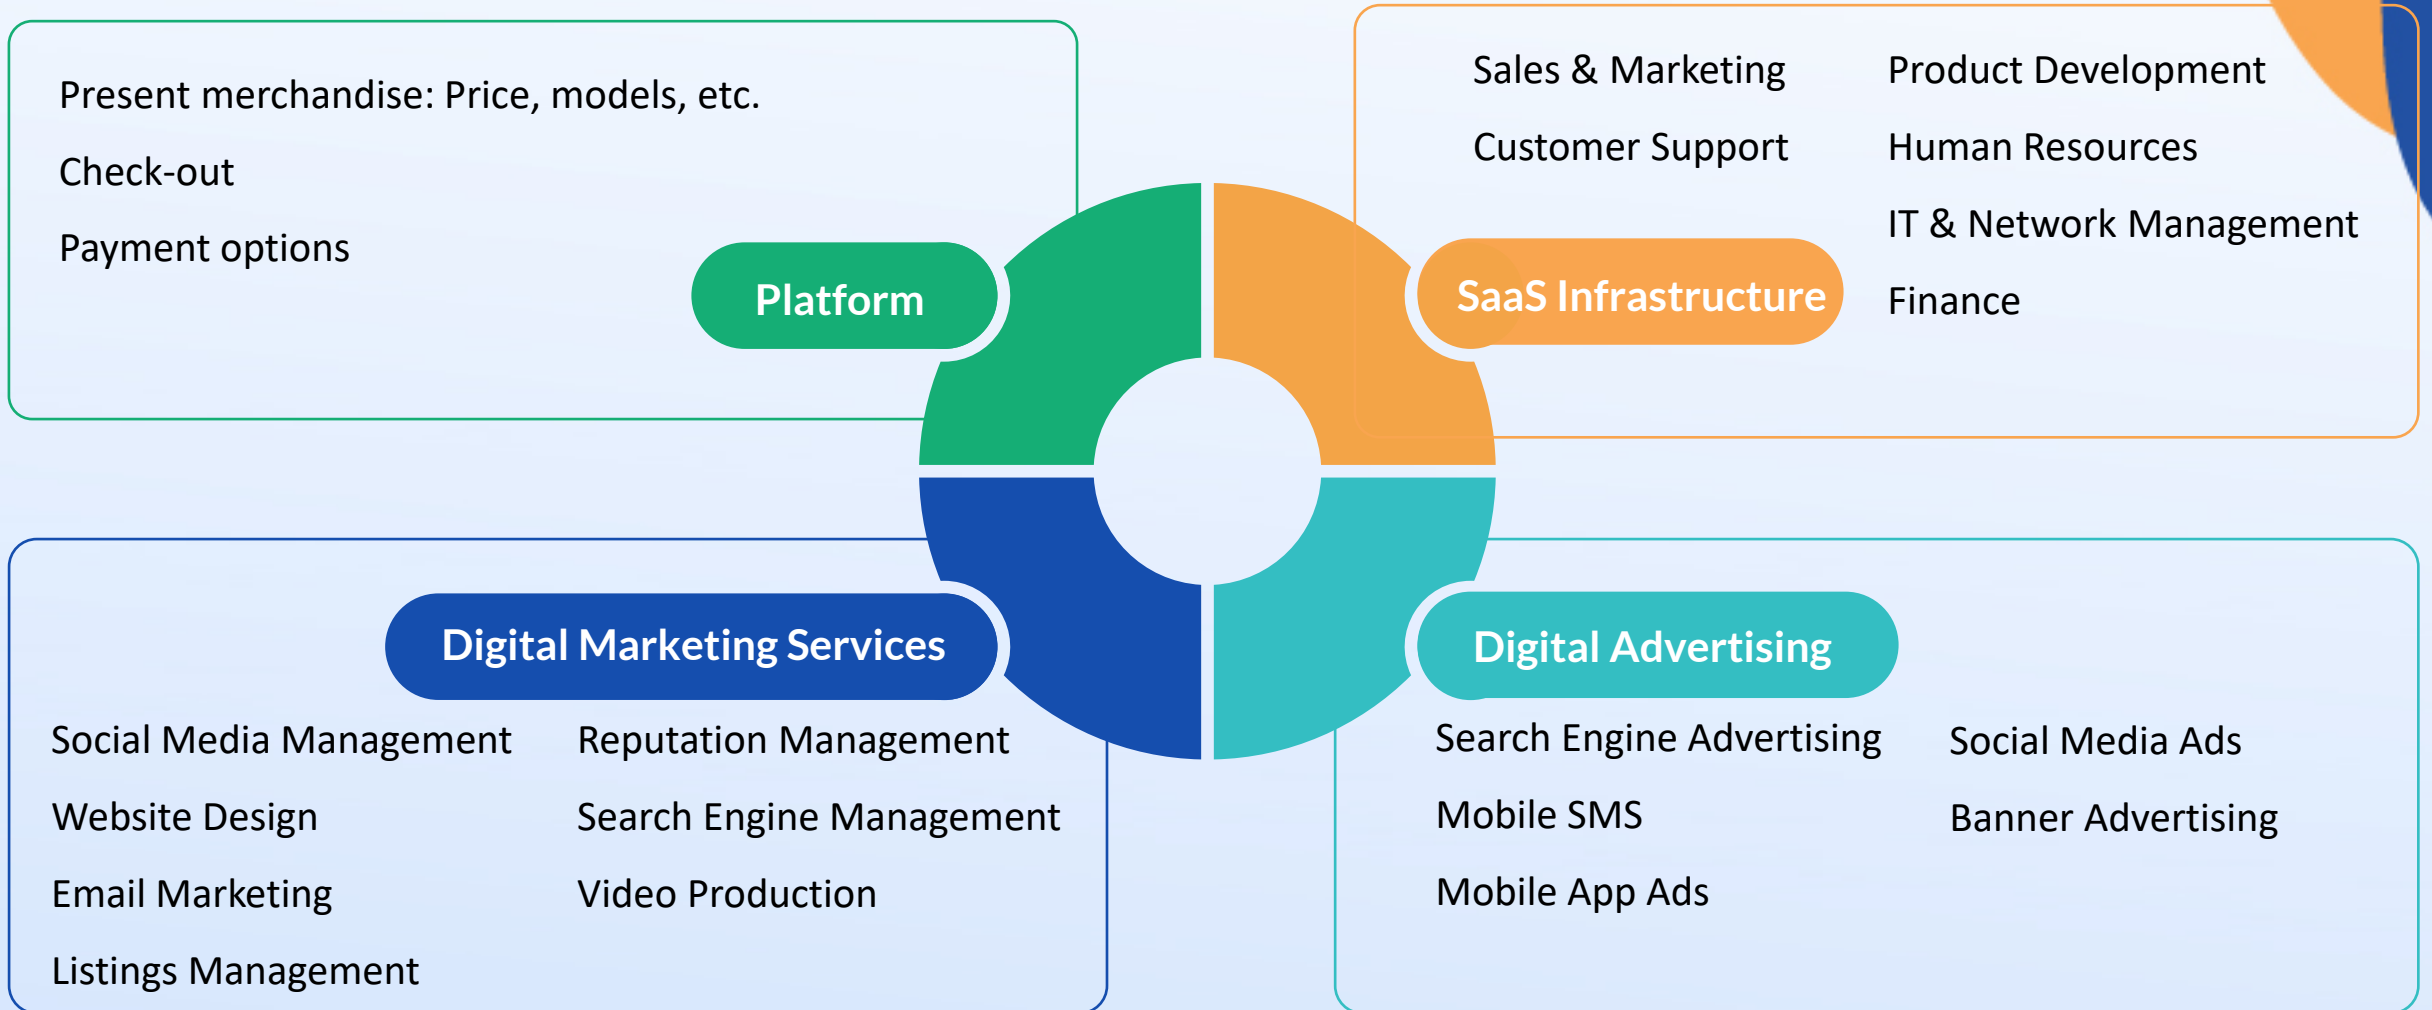 Present merchandise: Price, models, etc.
Check-out
Payment options
Platform
Sales & Marketing
Customer Support
Product Development
Human Resources
IT & Network Management
Finance
SaaS Infrastructure
Digital Marketing Services
Social Media Management
Website Design
Email Marketing
Listings Management
Reputation Management
Search Engine Management
Video Production
Digital Advertising
Search Engine Advertising
Mobile SMS
Mobile App Ads
Social Media Ads
Banner Advertising